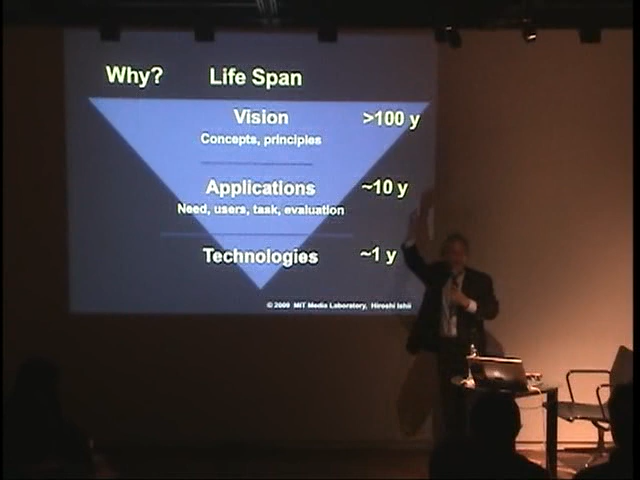 Why? Life Span
Vision >100 y
Concepts, principles
Applications ~10 y
Need, users, task, evaluation
Technologies ~1 y
© 2009 MIT Media Laboratory, Hiroshi Ishii